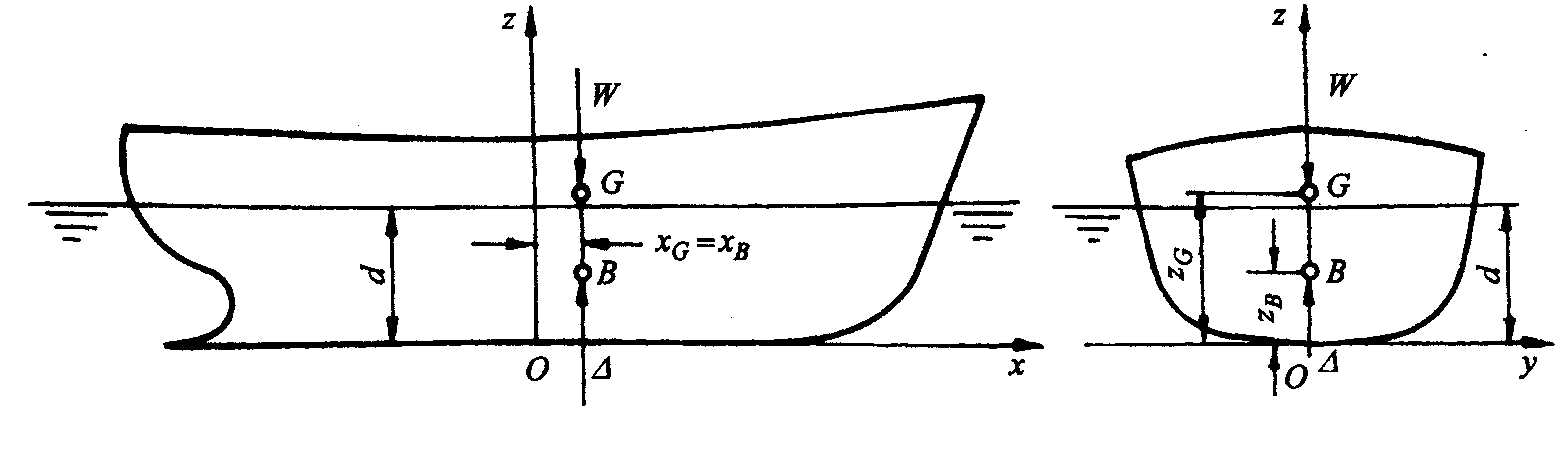 z
W
G
x_G = x_B
B
d
O
Δ
x
z
W
G
z_G
B
z_B
d
O
Δ
y